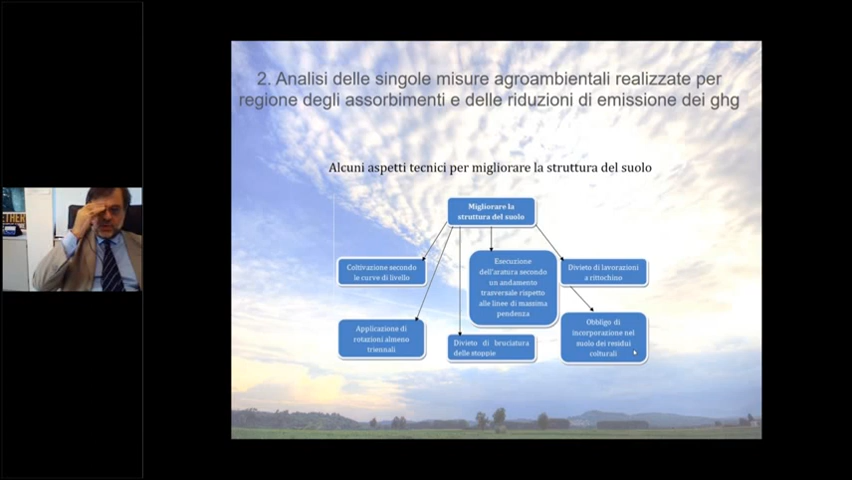 2. Analisi delle singole misure agroambientali realizzate per
regione degli assorbimenti e delle riduzioni di emissione dei ghg
Alcuni aspetti tecnici per migliorare la struttura del suolo
Migliorare la
struttura del suolo
Coltivazione secondo
le curve di livello
Esecuzione
dell'aratura secondo
un andamento
trasversale rispetto
alle linee di massima
pendenza
Divieto di lavorazioni
a rittochino
Applicazione di
rotazioni almeno
triennali
Divieto di bruciatura
delle stoppie
Obbligo di
incorporazione nel
suolo dei residui
colturali
ETHER